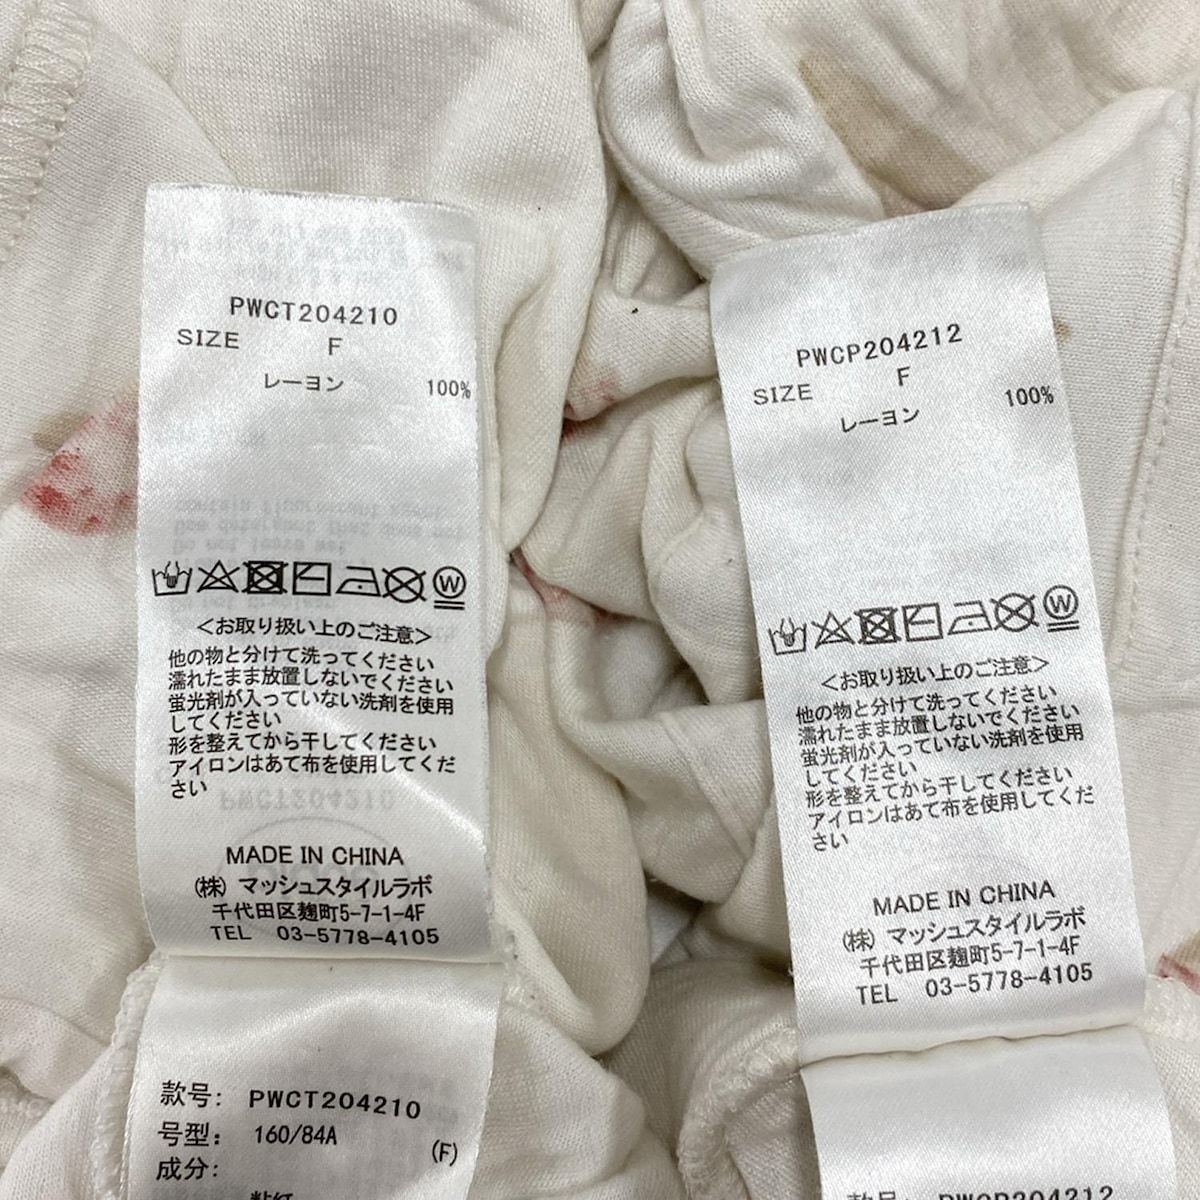 PWCT204210
SIZE F
レーヨン 100%
W
<お取り扱い上のご注意>
他の物と分けて洗ってください
濡れたまま放置しないでください
蛍光剤が入っていない洗剤を使用
してください
形を整えてから干してください
アイロンはあて布を使用してくだ
さい
MADE IN CHINA
(株) マッシュスタイルラボ
千代田区麹町5-7-1-4F
TEL 03-5778-4105
款号: PWCT204210
号型: 160/84A (F)
成分:
粘纤
PWCP204212
SIZE F
レーヨン 100%
W
<お取り扱い上のご注意>
他の物と分けて洗ってください
濡れたまま放置しないでください
蛍光剤が入っていない洗剤を使用
してください
形を整えてから干してください
アイロンはあて布を使用してくだ
さい
MADE IN CHINA
(株) マッシュスタイルラボ
千代田区麹町5-7-1-4F
TEL 03-5778-4105
款号: PWCP204212